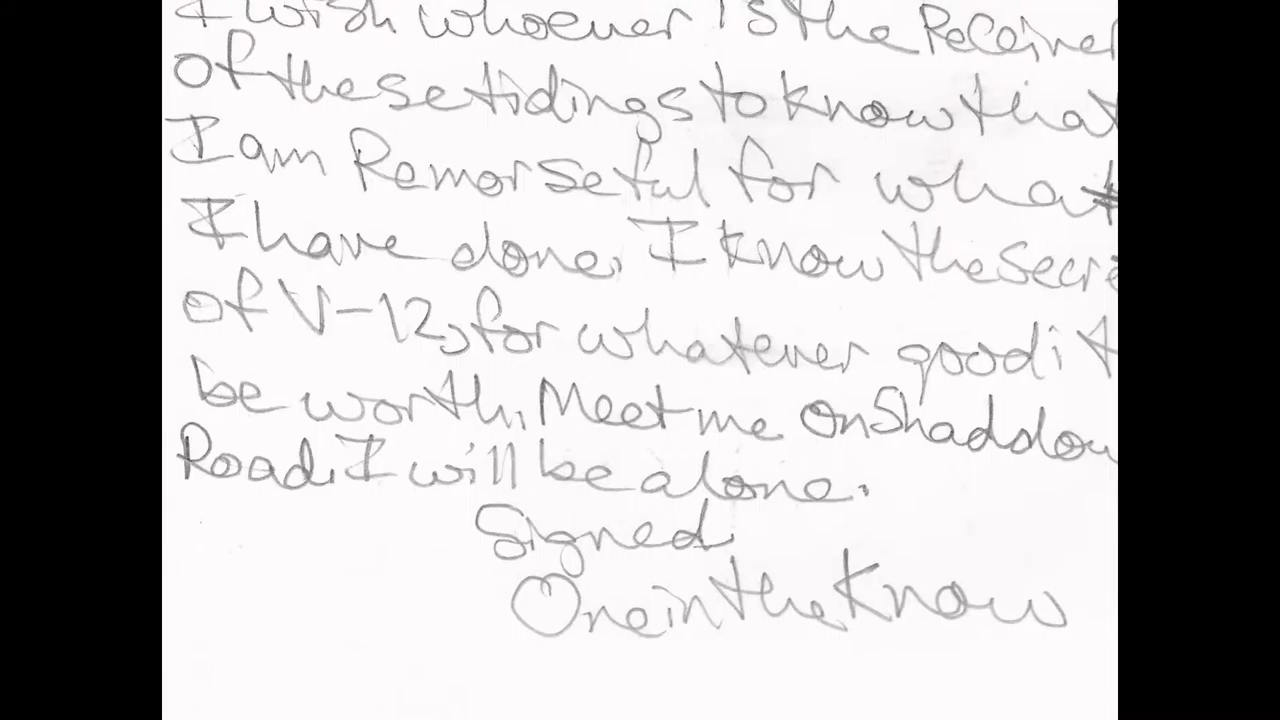 I wish whoever is the Receiver
Of these tidings to know that
I am Remorseful for what
I have done. I know the secre
of V-12, for whatever good it
be worth. Meet me On Shaddow
Road. I will be alone.
Signed
One in the Know